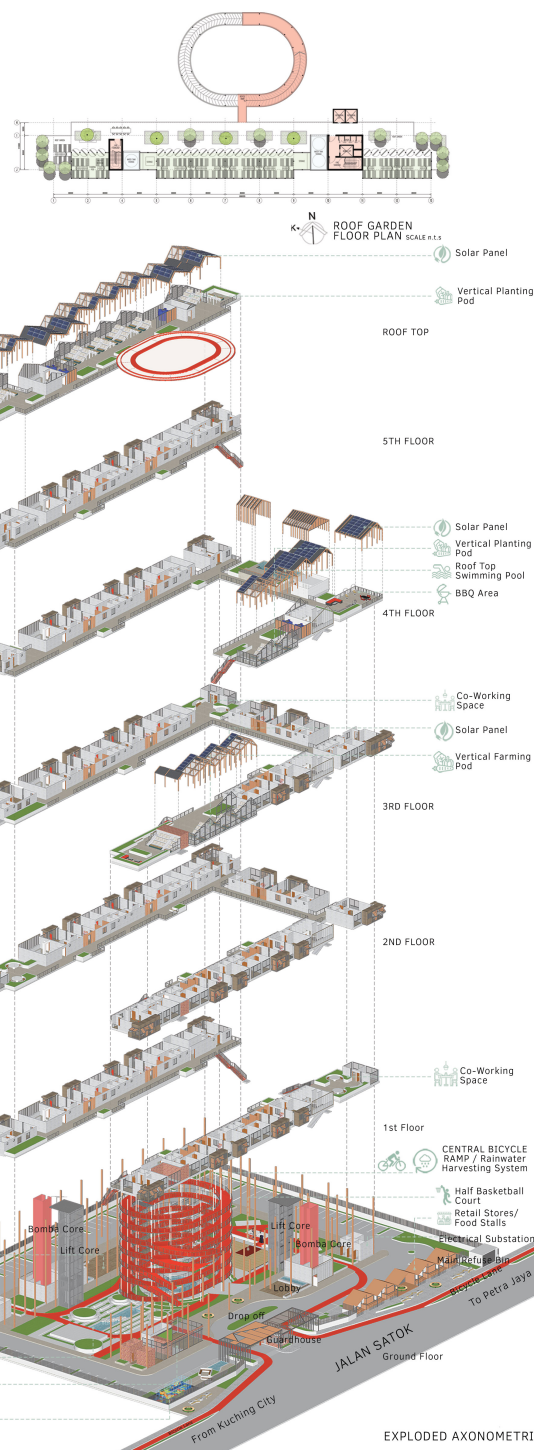 N
K
ROOF GARDEN
FLOOR PLAN SCALE n.t.s
Solar Panel
Vertical Planting
Pod
ROOF TOP
5TH FLOOR
Solar Panel
Vertical Planting
Pod
Roof Top
Swimming Pool
BBQ Area
4TH FLOOR
Co-Working
Space
Solar Panel
Vertical Farming
Pod
3RD FLOOR
2ND FLOOR
Co-Working
Space
1st Floor
CENTRAL BICYCLE
RAMP / Rainwater
Harvesting System
Half Basketball
Court
Retail Stores/
Food Stalls
Bomba Core
Lift Core
Lift Core
Bomba Core
Electrical Substation
Main Refuse Bin
Bicycle Lane
To Petra Jaya
Lobby
Drop off
Guardhouse
JALAN SATOK
Ground Floor
From Kuching City
EXPLODED AXONOMETRI